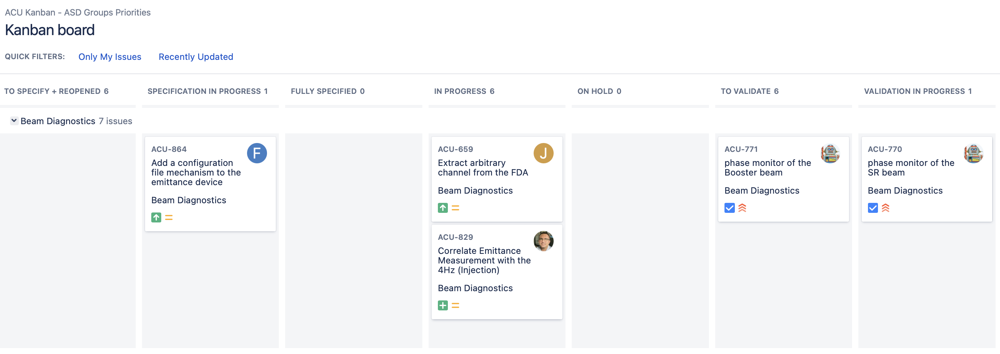 ACU Kanban - ASD Groups Priorities
Kanban board
QUICK FILTERS: Only My Issues Recently Updated
TO SPECIFY + REOPENED 6 SPECIFICATION IN PROGRESS 1 FULLY SPECIFIED 0 IN PROGRESS 6 ON HOLD 0 TO VALIDATE 6 VALIDATION IN PROGRESS 1
Beam Diagnostics 7 issues
ACU-864
F
Add a configuration
file mechanism to the
emittance device
Beam Diagnostics
ACU-659
J
Extract arbitrary
channel from the FDA
Beam Diagnostics
ACU-829
Correlate Emittance
Measurement with the
4Hz (Injection)
Beam Diagnostics
ACU-771
phase monitor of the
Booster beam
Beam Diagnostics
ACU-770
phase monitor of the
SR beam
Beam Diagnostics